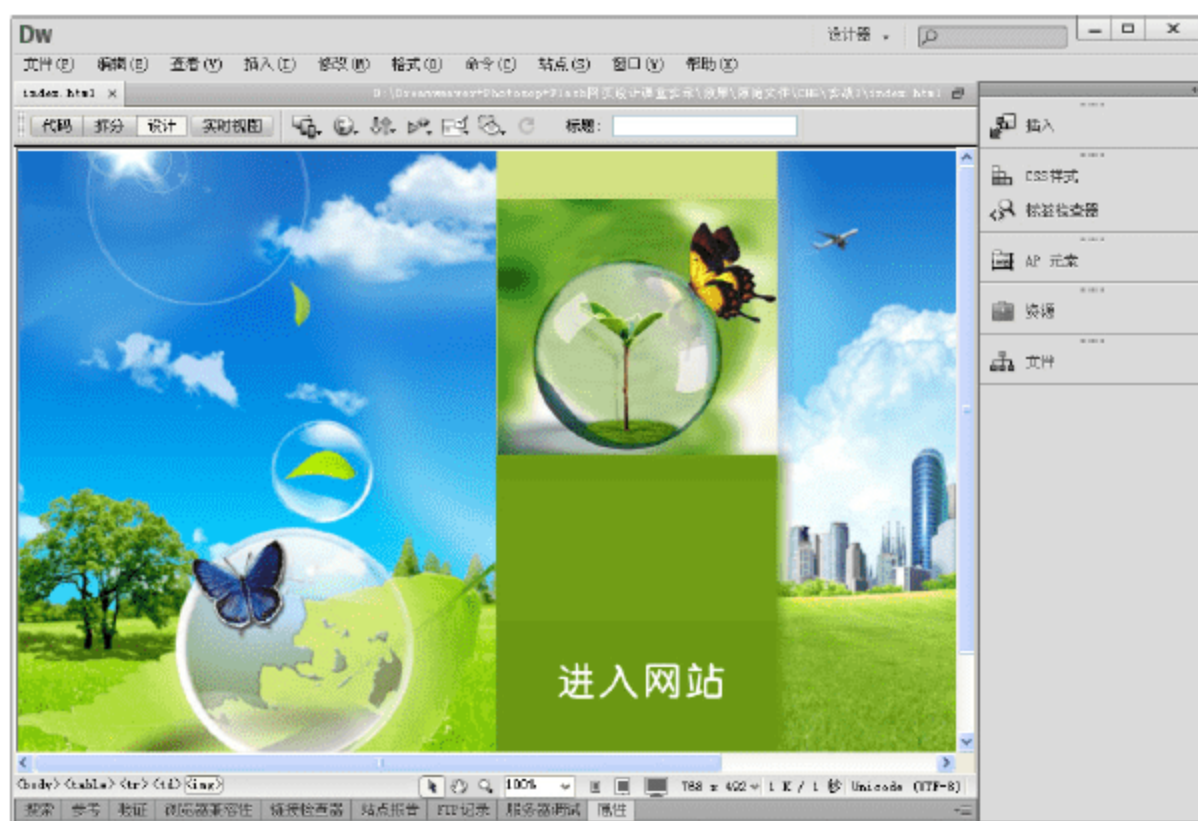 Dw
设计器
文件(F) 编辑(E) 查看(V) 插入(I) 修改(M) 格式(O) 命令(C) 站点(S) 窗口(W) 帮助(H)
index.html
代码 拆分 设计 实时视图 标题:
插入
CSS样式
标签检查器
AP 元素
资源
文件
进入网站
<body> <table> <tr> <td> <img> 100% 768 x 492 1 K / 1 秒 Unicode (UTF-8)
搜索 参考 验证 浏览器兼容性 链接检查器 站点报告 FTP记录 服务器调试 属性